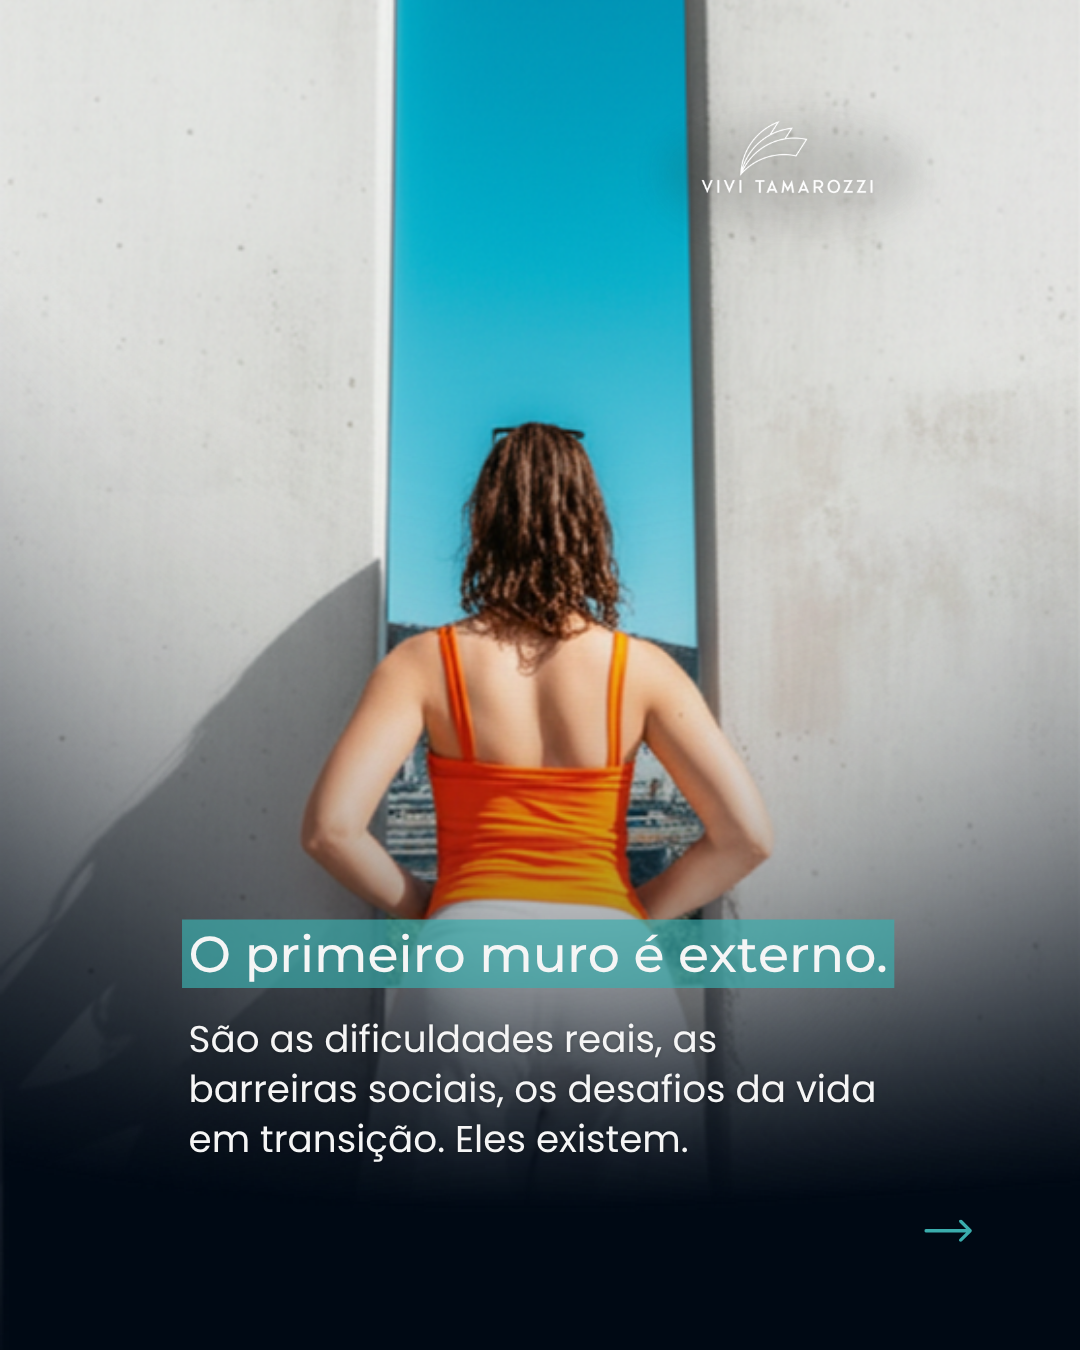 VIVI TAMAROZZI
O primeiro muro é externo.
São as dificuldades reais, as
barreiras sociais, os desafios da vida
em transição. Eles existem.